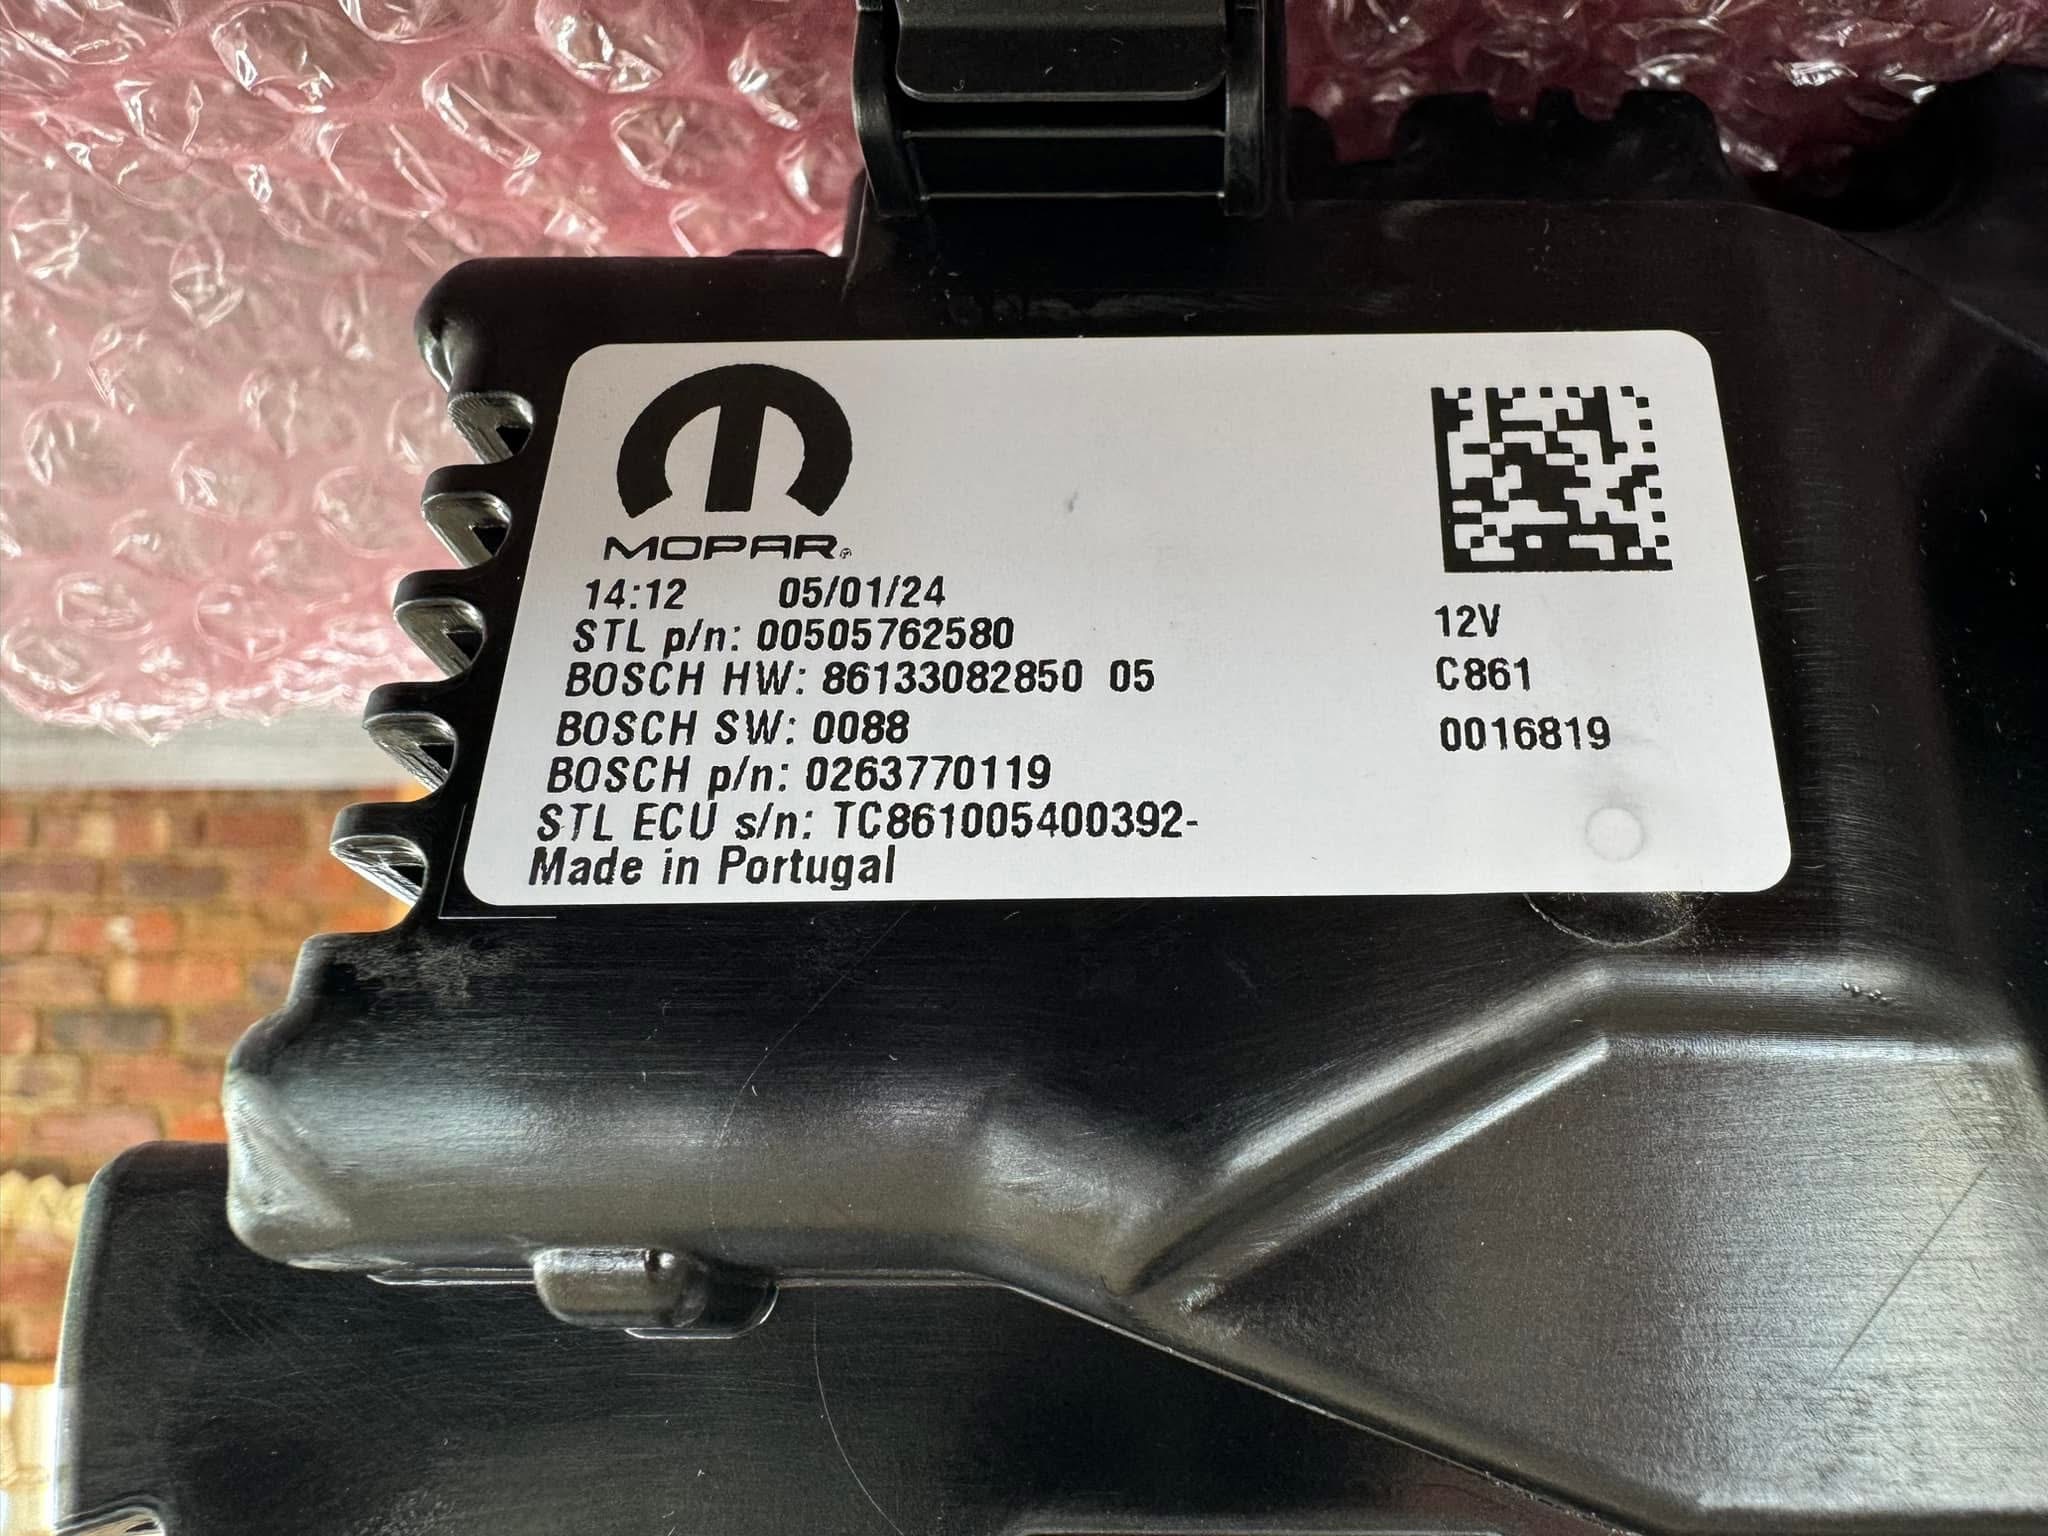 MOPAR®
14:12 05/01/24
STL p/n: 00505762580
BOSCH HW: 86133082850 05
BOSCH SW: 0088
BOSCH p/n: 0263770119
STL ECU s/n: TC861005400392-
Made in Portugal
12V
C861
0016819